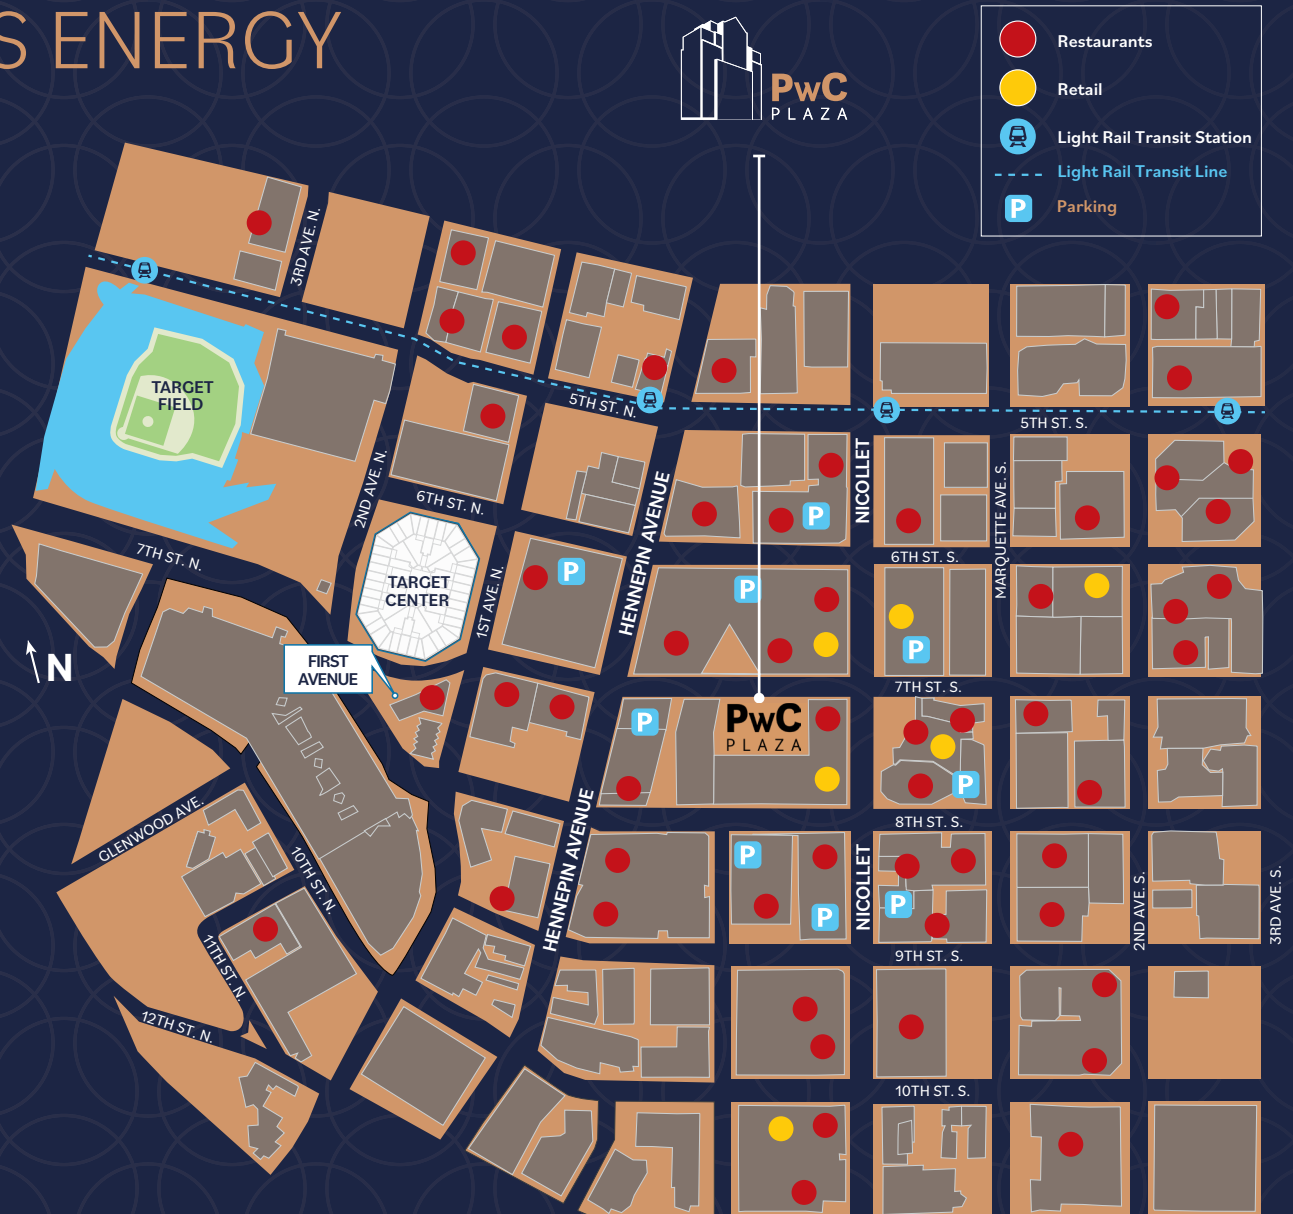 S ENERGY
PwC
PLAZA
Restaurants
Retail
Light Rail Transit Station
Light Rail Transit Line
P
Parking
3RD AVE. N.
TARGET
FIELD
5TH ST. N.
5TH ST. S.
2ND AVE. N.
6TH ST. N.
HENNEPIN AVENUE
NICOLLET
MARQUETTE AVE. S.
P
6TH ST. S.
7TH ST. N.
TARGET
CENTER
1ST AVE. N.
P
P
P
N
FIRST
AVENUE
7TH ST. S.
P
PwC
PLAZA
P
GLENWOOD AVE.
10TH ST. N.
HENNEPIN AVENUE
8TH ST. S.
P
P
NICOLLET
P
2ND AVE. S.
3RD AVE. S.
11TH ST. N.
9TH ST. S.
12TH ST. N.
10TH ST. S.